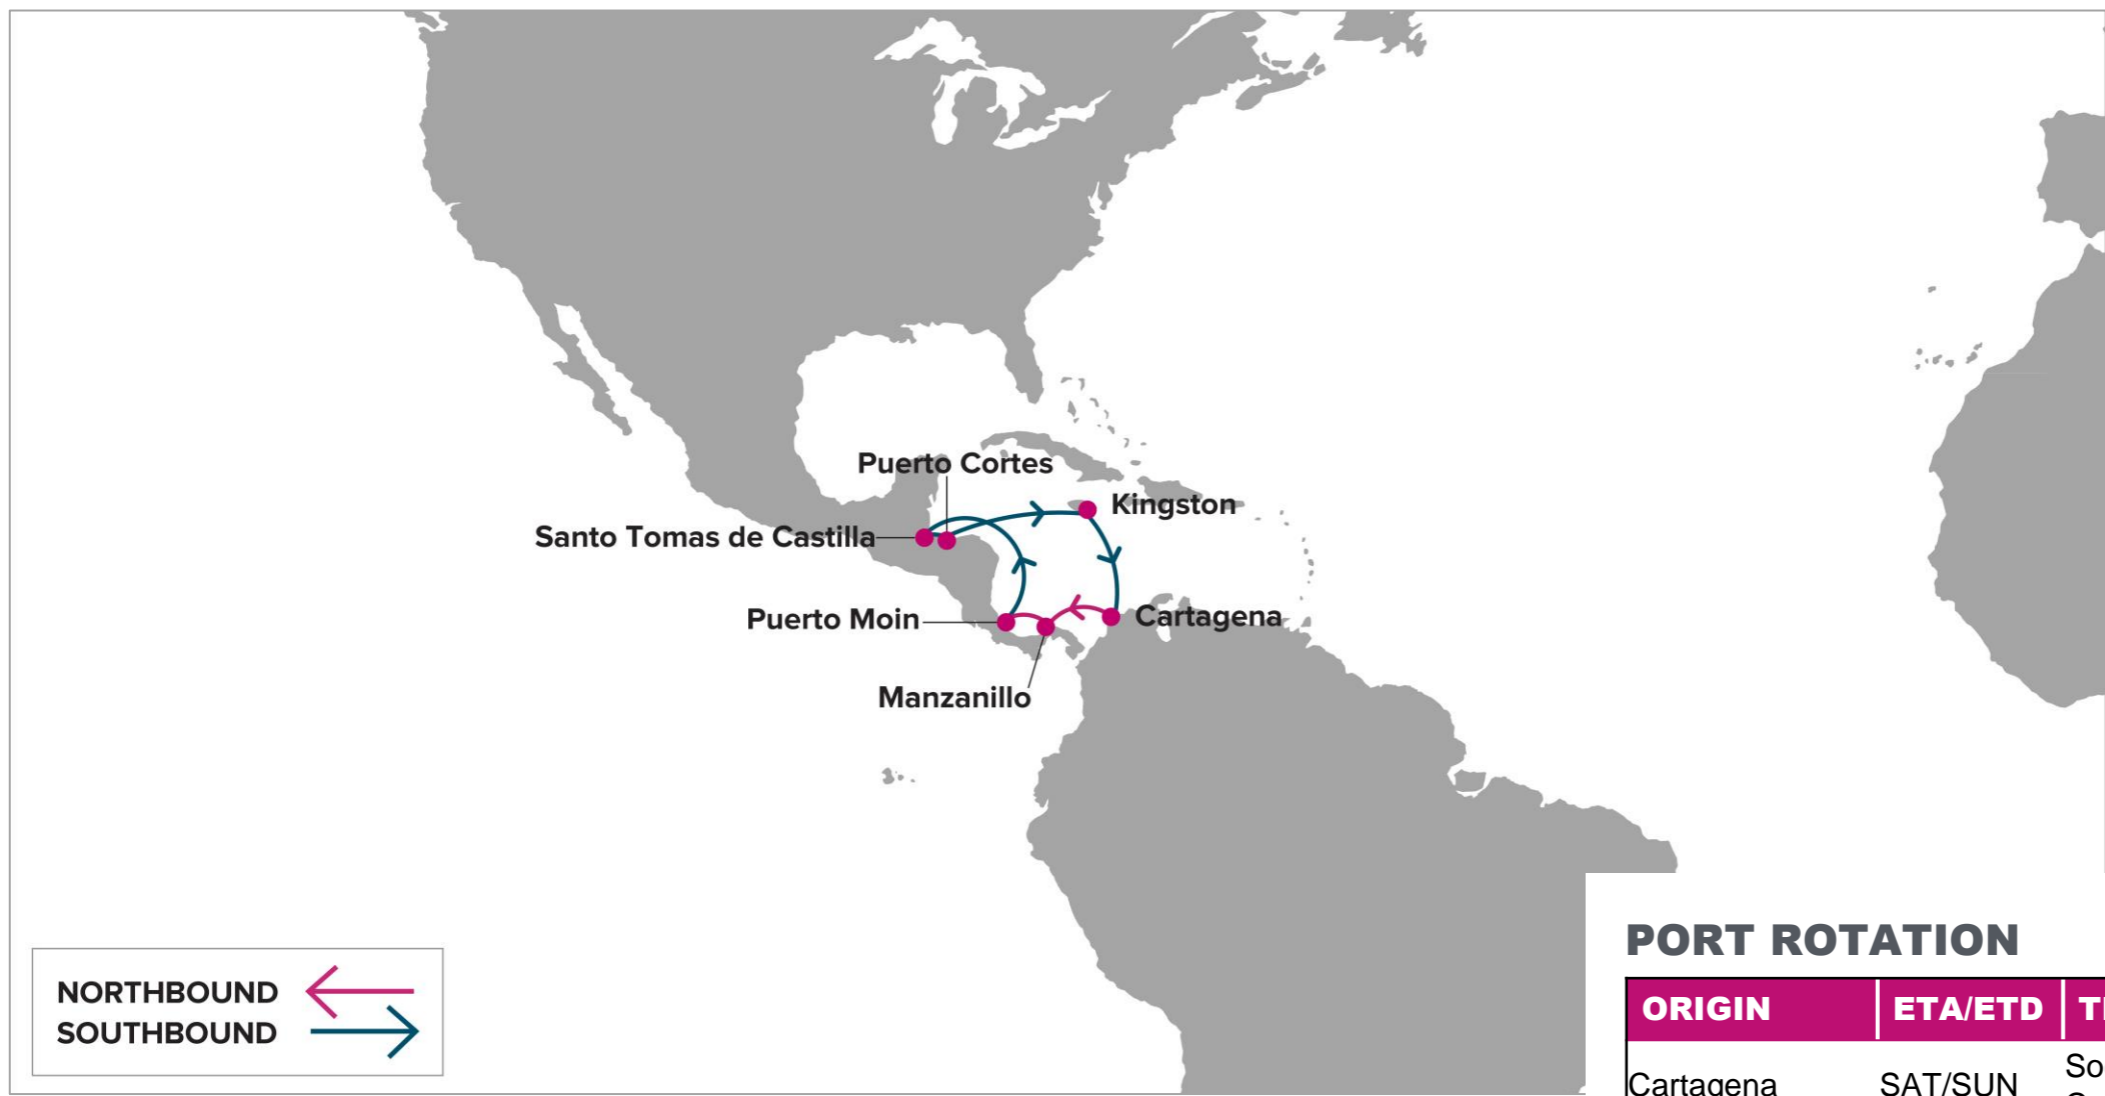 Puerto Cortes
Kingston
Santo Tomas de Castilla
Puerto Moin
Cartagena
Manzanillo
NORTHBOUND
SOUTHBOUND
PORT ROTATION
ORIGIN ETA/ETD
Cartagena SAT/SUN